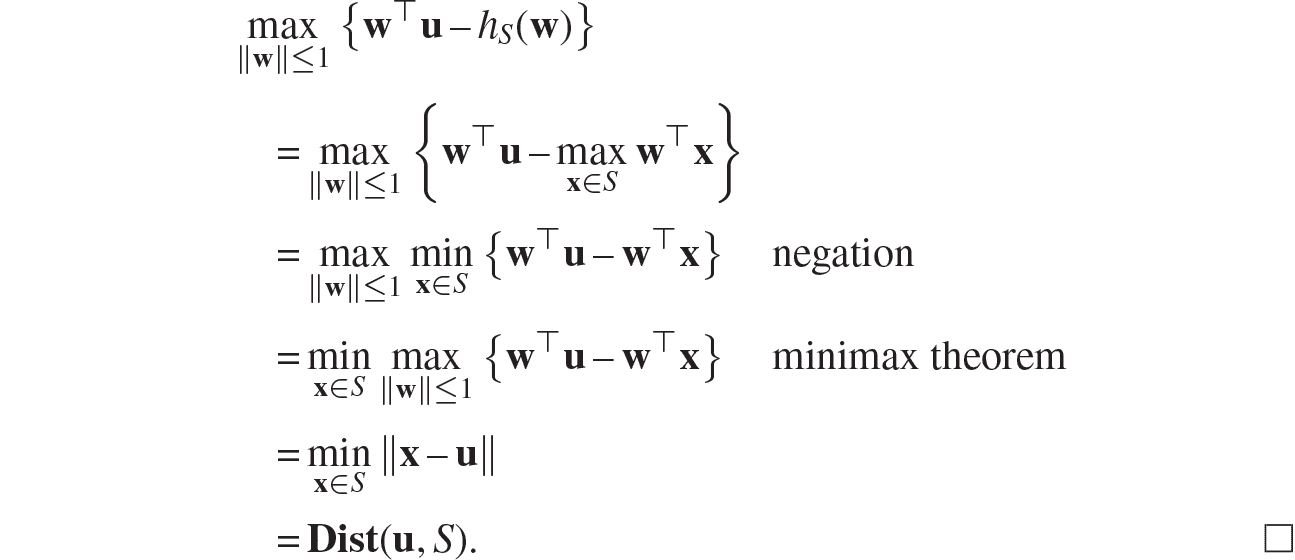 max_{‖w‖≤1} {w^⊤ u – h_S(w)}
= max_{‖w‖≤1} {w^⊤ u – max_{x∈S} w^⊤ x}
= max_{‖w‖≤1} min_{x∈S} {w^⊤ u – w^⊤ x} negation
= min_{x∈S} max_{‖w‖≤1} {w^⊤ u – w^⊤ x} minimax theorem
= min_{x∈S} ‖x – u‖
= Dist(u, S). □